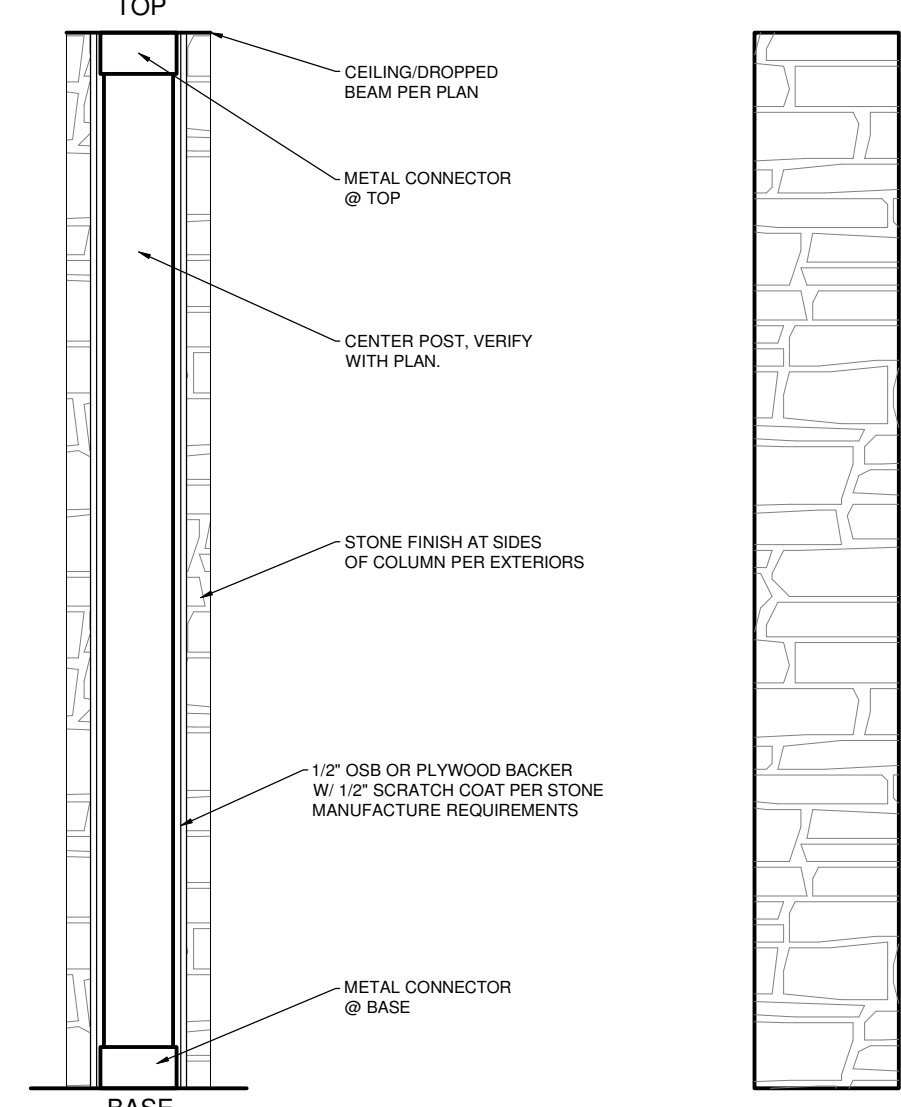 TOP
CEILING/DROPPED
BEAM PER PLAN
METAL CONNECTOR
@ TOP
CENTER POST, VERIFY
WITH PLAN.
STONE FINISH AT SIDES
OF COLUMN PER EXTERIORS
1/2" OSB OR PLYWOOD BACKER
W/ 1/2" SCRATCH COAT PER STONE
MANUFACTURE REQUIREMENTS
METAL CONNECTOR
@ BASE
BASE